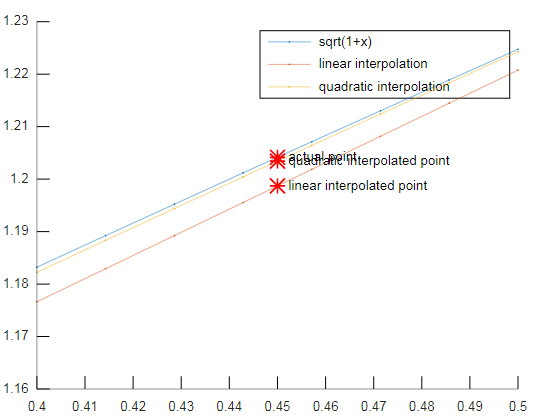 1.23
sqrt(1+x)
linear interpolation
1.22
quadratic interpolation
1.21
actual point
quadratic interpolated point
1.2
linear interpolated point
1.19
1.18
1.17
1.16
0.4 0.41 0.42 0.43 0.44 0.45 0.46 0.47 0.48 0.49 0.5